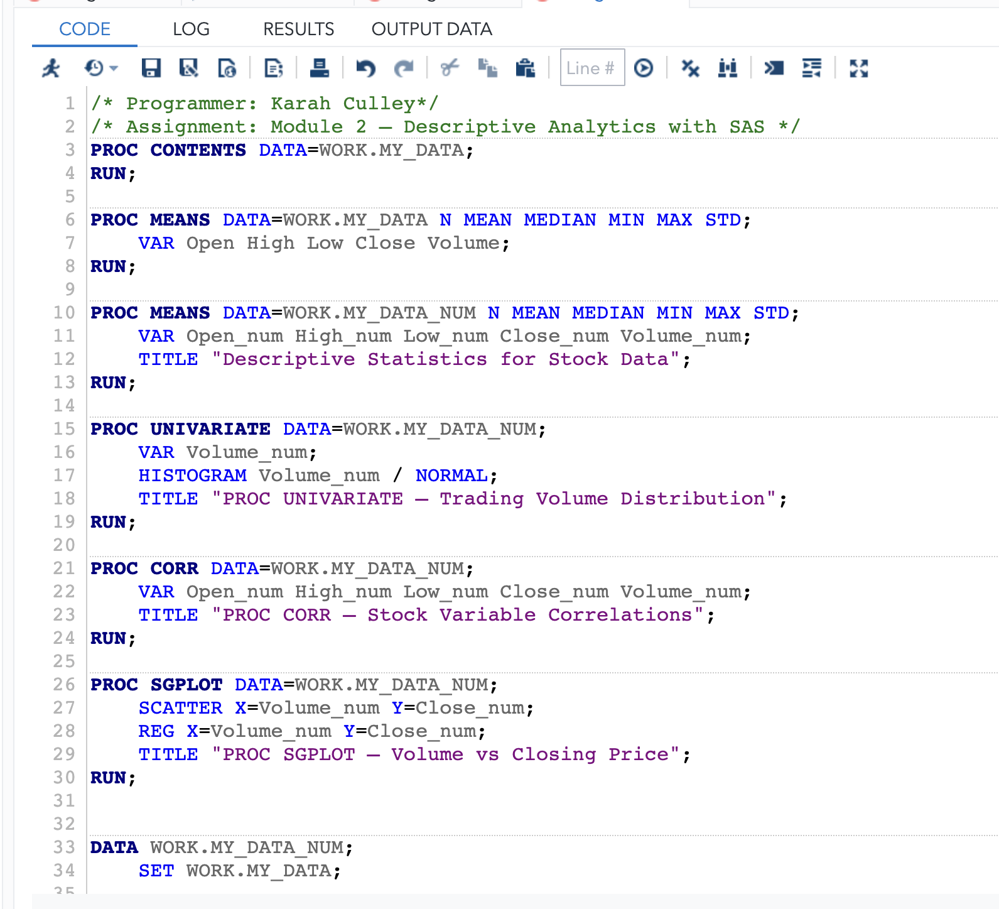 CODE LOG RESULTS OUTPUT DATA
Line #
1 /* Programmer: Karah Culley*/
2 /* Assignment: Module 2 – Descriptive Analytics with SAS */
3 PROC CONTENTS DATA=WORK.MY_DATA;
4 RUN;
5
6 PROC MEANS DATA=WORK.MY_DATA N MEAN MEDIAN MIN MAX STD;
7     VAR Open High Low Close Volume;
8 RUN;
9
10 PROC MEANS DATA=WORK.MY_DATA_NUM N MEAN MEDIAN MIN MAX STD;
11     VAR Open_num High_num Low_num Close_num Volume_num;
12     TITLE "Descriptive Statistics for Stock Data";
13 RUN;
14
15 PROC UNIVARIATE DATA=WORK.MY_DATA_NUM;
16     VAR Volume_num;
17     HISTOGRAM Volume_num / NORMAL;
18     TITLE "PROC UNIVARIATE – Trading Volume Distribution";
19 RUN;
20
21 PROC CORR DATA=WORK.MY_DATA_NUM;
22     VAR Open_num High_num Low_num Close_num Volume_num;
23     TITLE "PROC CORR – Stock Variable Correlations";
24 RUN;
25
26 PROC SGPLOT DATA=WORK.MY_DATA_NUM;
27     SCATTER X=Volume_num Y=Close_num;
28     REG X=Volume_num Y=Close_num;
29     TITLE "PROC SGPLOT – Volume vs Closing Price";
30 RUN;
31
32
33 DATA WORK.MY_DATA_NUM;
34     SET WORK.MY_DATA;
35